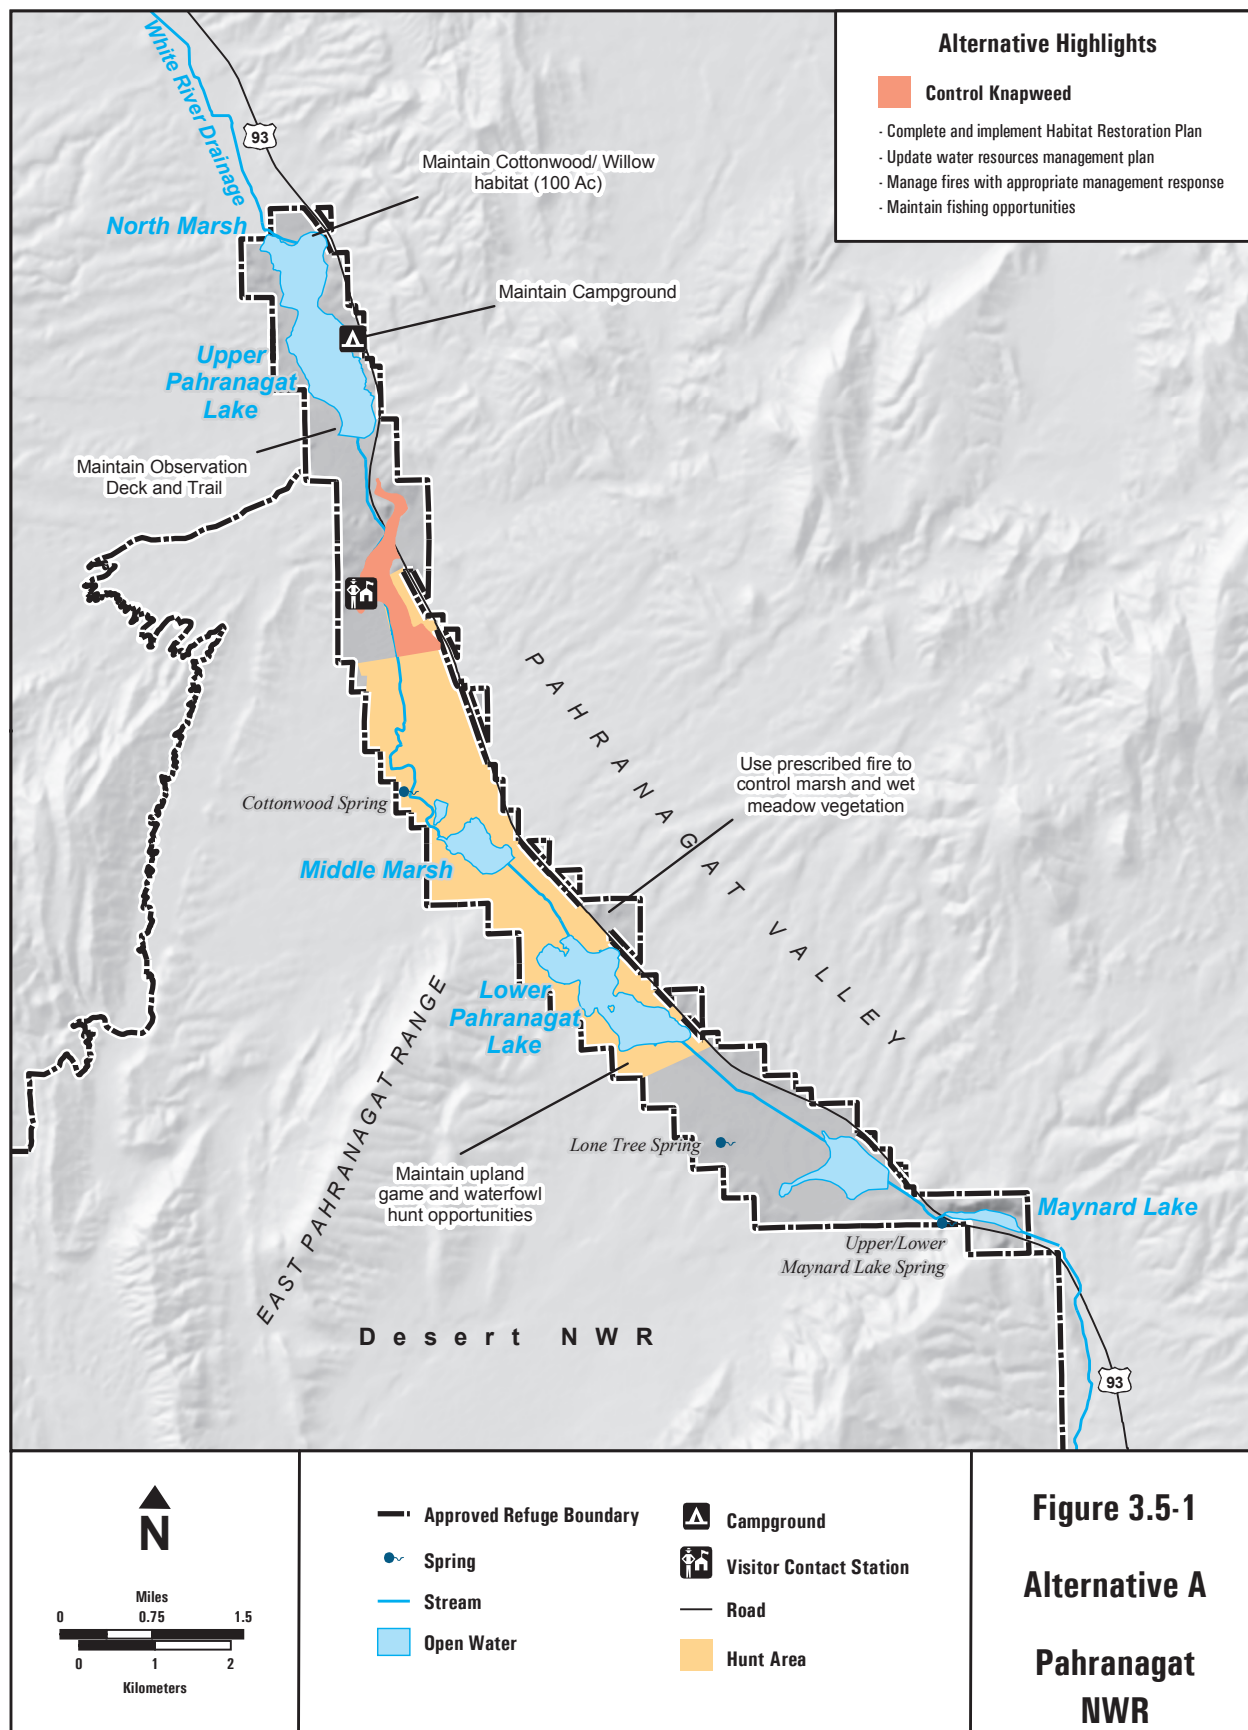 Alternative Highlights
Control Knapweed
- Complete and implement Habitat Restoration Plan
- Update water resources management plan
- Manage fires with appropriate management response
- Maintain fishing opportunities
White River Drainage
93
Maintain Cottonwood/ Willow
habitat (100 Ac)
North Marsh
Maintain Campground
Upper
Pahranagat
Lake
Maintain Observation
Deck and Trail
PAHRANAGAT VALLEY
Use prescribed fire to
control marsh and wet
meadow vegetation
Cottonwood Spring
Middle Marsh
Lower
Pahranagat
Lake
EAST PAHRANAGAT RANGE
Lone Tree Spring
Maintain upland
game and waterfowl
hunt opportunities
Maynard Lake
Upper/Lower
Maynard Lake Spring
Desert NWR
93
N
Miles
0 0.75 1.5
0 1 2
Kilometers
Approved Refuge Boundary
Spring
Stream
Open Water
Campground
Visitor Contact Station
Road
Hunt Area
Figure 3.5-1
Alternative A
Pahranagat
NWR